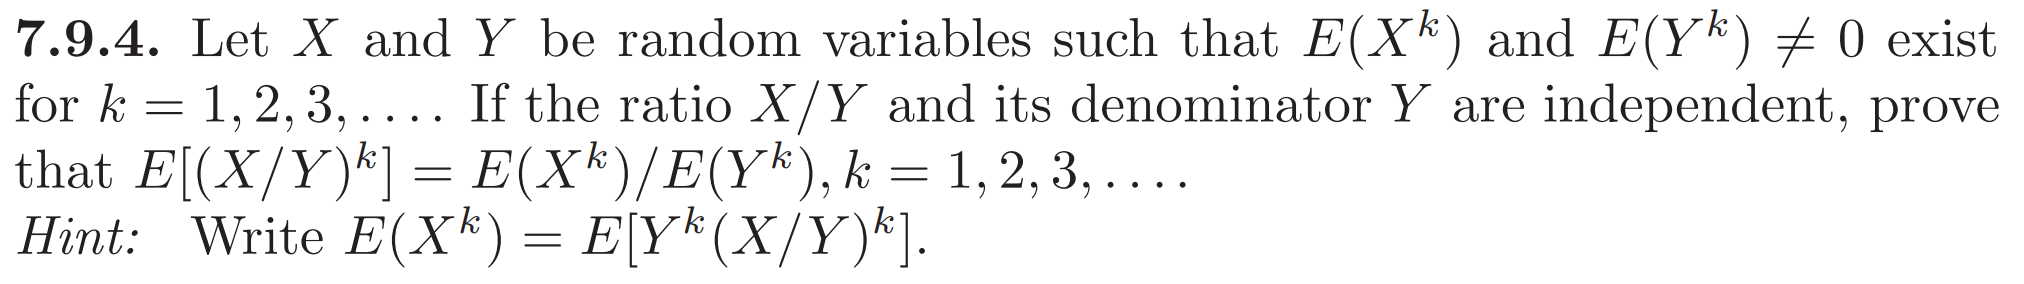 7.9.4. Let X and Y be random variables such that E(X^k) and E(Y^k) ≠ 0 exist
for k = 1, 2, 3, . . . . If the ratio X/Y and its denominator Y are independent, prove
that E[(X/Y)^k] = E(X^k)/E(Y^k), k = 1, 2, 3, . . . .
Hint: Write E(X^k) = E[Y^k(X/Y)^k].